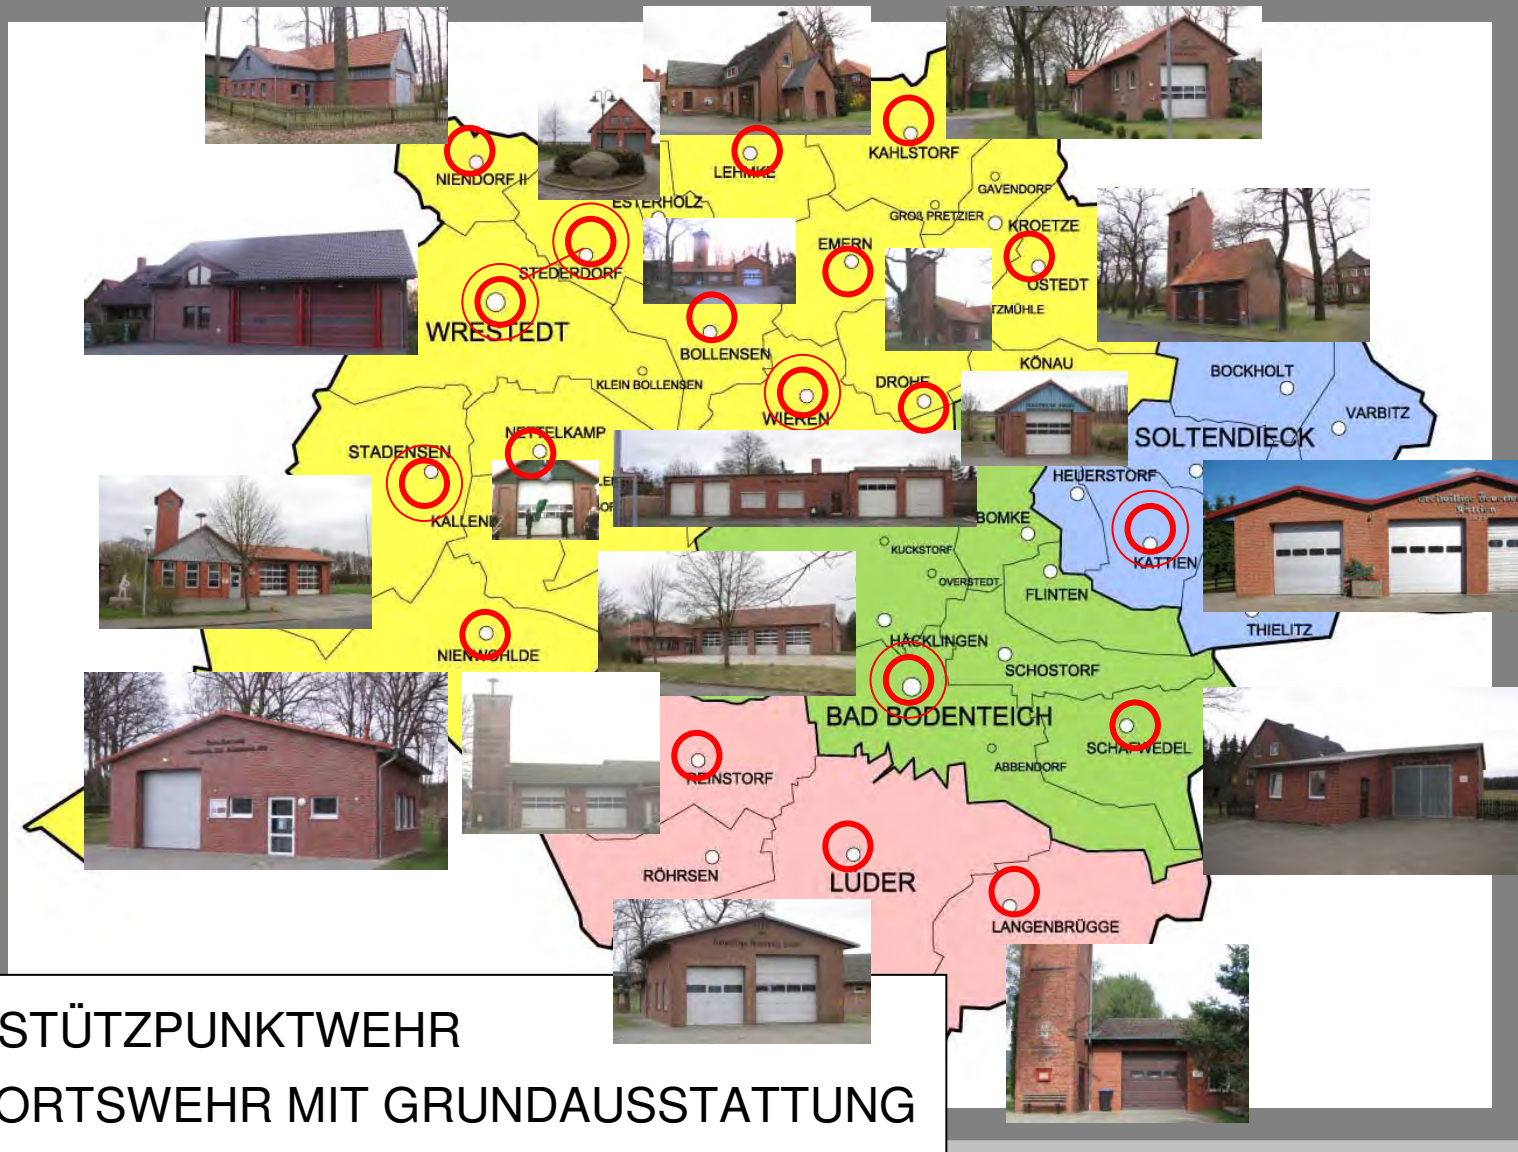 LEHMKE
KAHLSTORF
NIENDORF II
GAVENDORF
ESTERHOLZ
GROß PRETZIER
KROETZE
EMERN
STEDERDORF
OSTEDT
TZMÜHLE
WRESTEDT
BOLLENSEN
KÖNAU
BOCKHOLT
KLEIN BOLLENSEN
DROHE
VARBITZ
WIEREN
NETTELKAMP
SOLTENDIECK
STADENSEN
HEUERSTORF
KALLEN
BOMKE
KUCKSTORF
KATTIEN
OVERSTEDT
FLINTEN
THIELITZ
HÄCKLINGEN
NIENWOHLDE
SCHOSTORF
BAD BODENTEICH
SCHAFWEDEL
ABBENDORF
REINSTORF
RÖHRSEN
LÜDER
LANGENBRÜGGE
STÜTZPUNKTWEHR
ORTSWEHR MIT GRUNDAUSSTATTUNG